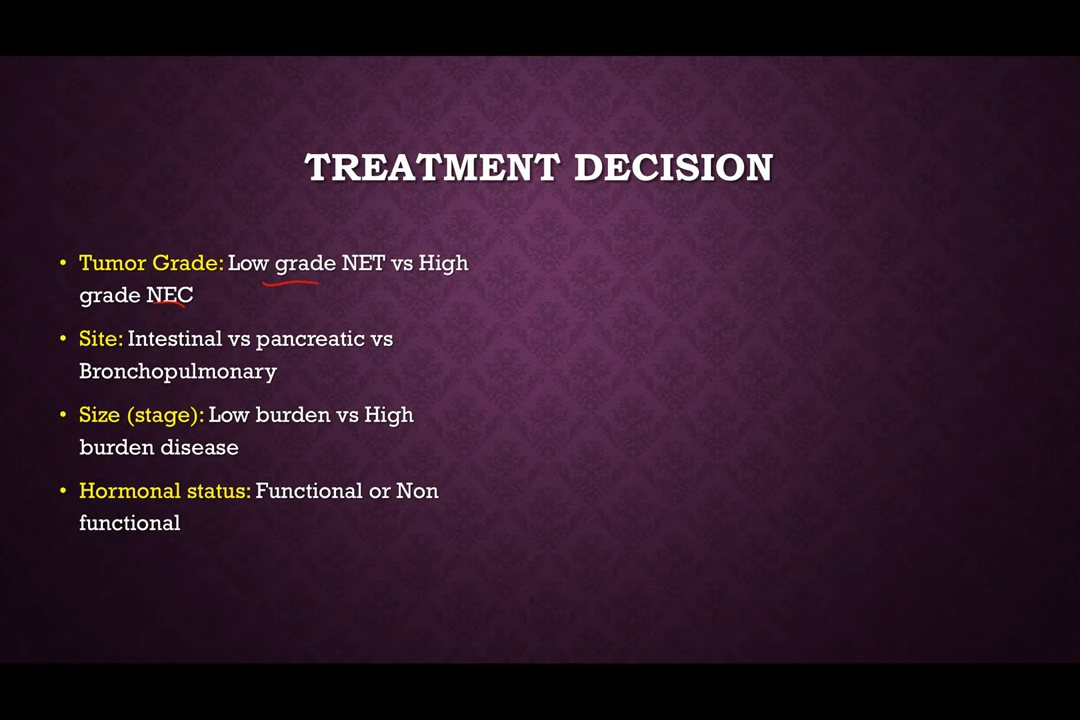 TREATMENT DECISION
• Tumor Grade: Low grade NET vs High
grade NEC
• Site: Intestinal vs pancreatic vs
Bronchopulmonary
• Size (stage): Low burden vs High
burden disease
• Hormonal status: Functional or Non
functional